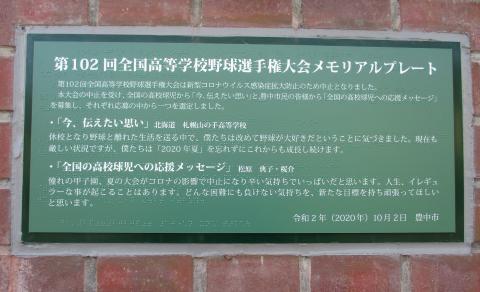 第102回全国高等学校野球選手権大会メモリアルプレート
第102回全国高等学校野球選手権大会は新型コロナウイルス感染症拡大防止のため中止となりました。
本大会の中止を受け、全国の高校球児から「今、伝えたい思い」と、豊中市民の皆様から「全国の高校球児への応援メッセージ」
を募集し、それぞれ応募の中から一つを選定しました。
・「今、伝えたい思い」北海道 札幌山の手高等学校
休校となり野球と離れた生活を送る中で、僕たちは改めて野球が大好きだということに気づきました。現在も
厳しい状況ですが、僕たちは「2020年夏」を忘れずにこれからも成長し続けます。
・「全国の高校球児への応援メッセージ」松原 眞子・桜介
憧れの甲子園、夏の大会がコロナの影響で中止になり辛い気持ちでいっぱいだと思います。人生、イレギュ
ラーな事が起こることはあります。どんな困難にも負けない気持ちを、新たな目標を持ち頑張ってほしい
と思います。
令和2年(2020年)10月2日 豊中市